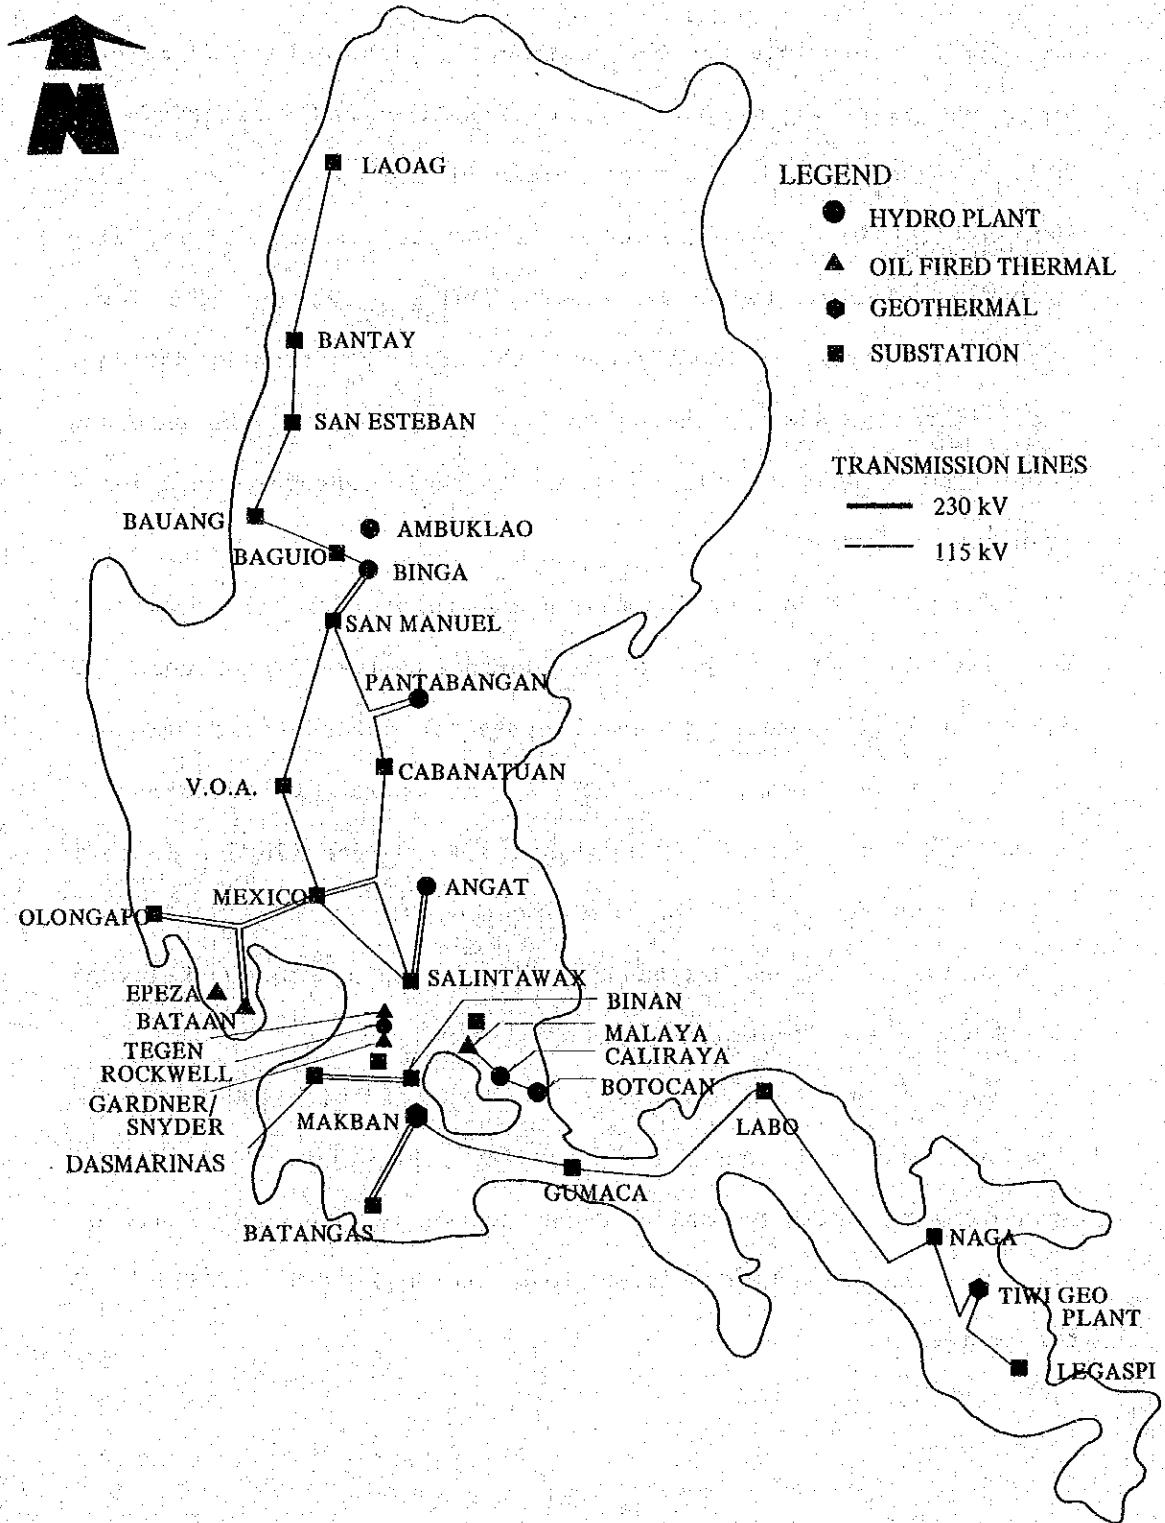 N
LAOAG
LEGEND
HYDRO PLANT
OIL FIRED THERMAL
GEOTHERMAL
SUBSTATION
BANTAY
SAN ESTEBAN
TRANSMISSION LINES
230 kV
115 kV
BAUANG
AMBUKLAO
BAGUIO
BINGA
SAN MANUEL
PANTABANGAN
CABANATUAN
V.O.A.
MEXICO
ANGAT
OLONGAPO
SALINTAWAX
EPEZA
BATAAN
BINAN
MALAYA
CALIRAYA
BOTOCAN
TEGEN
ROCKWELL
GARDNER/
SNYDER
MAKBAN
DASMARINAS
LABO
GUMACA
BATANGAS
NAGA
TIWI GEO
PLANT
LEGASPI